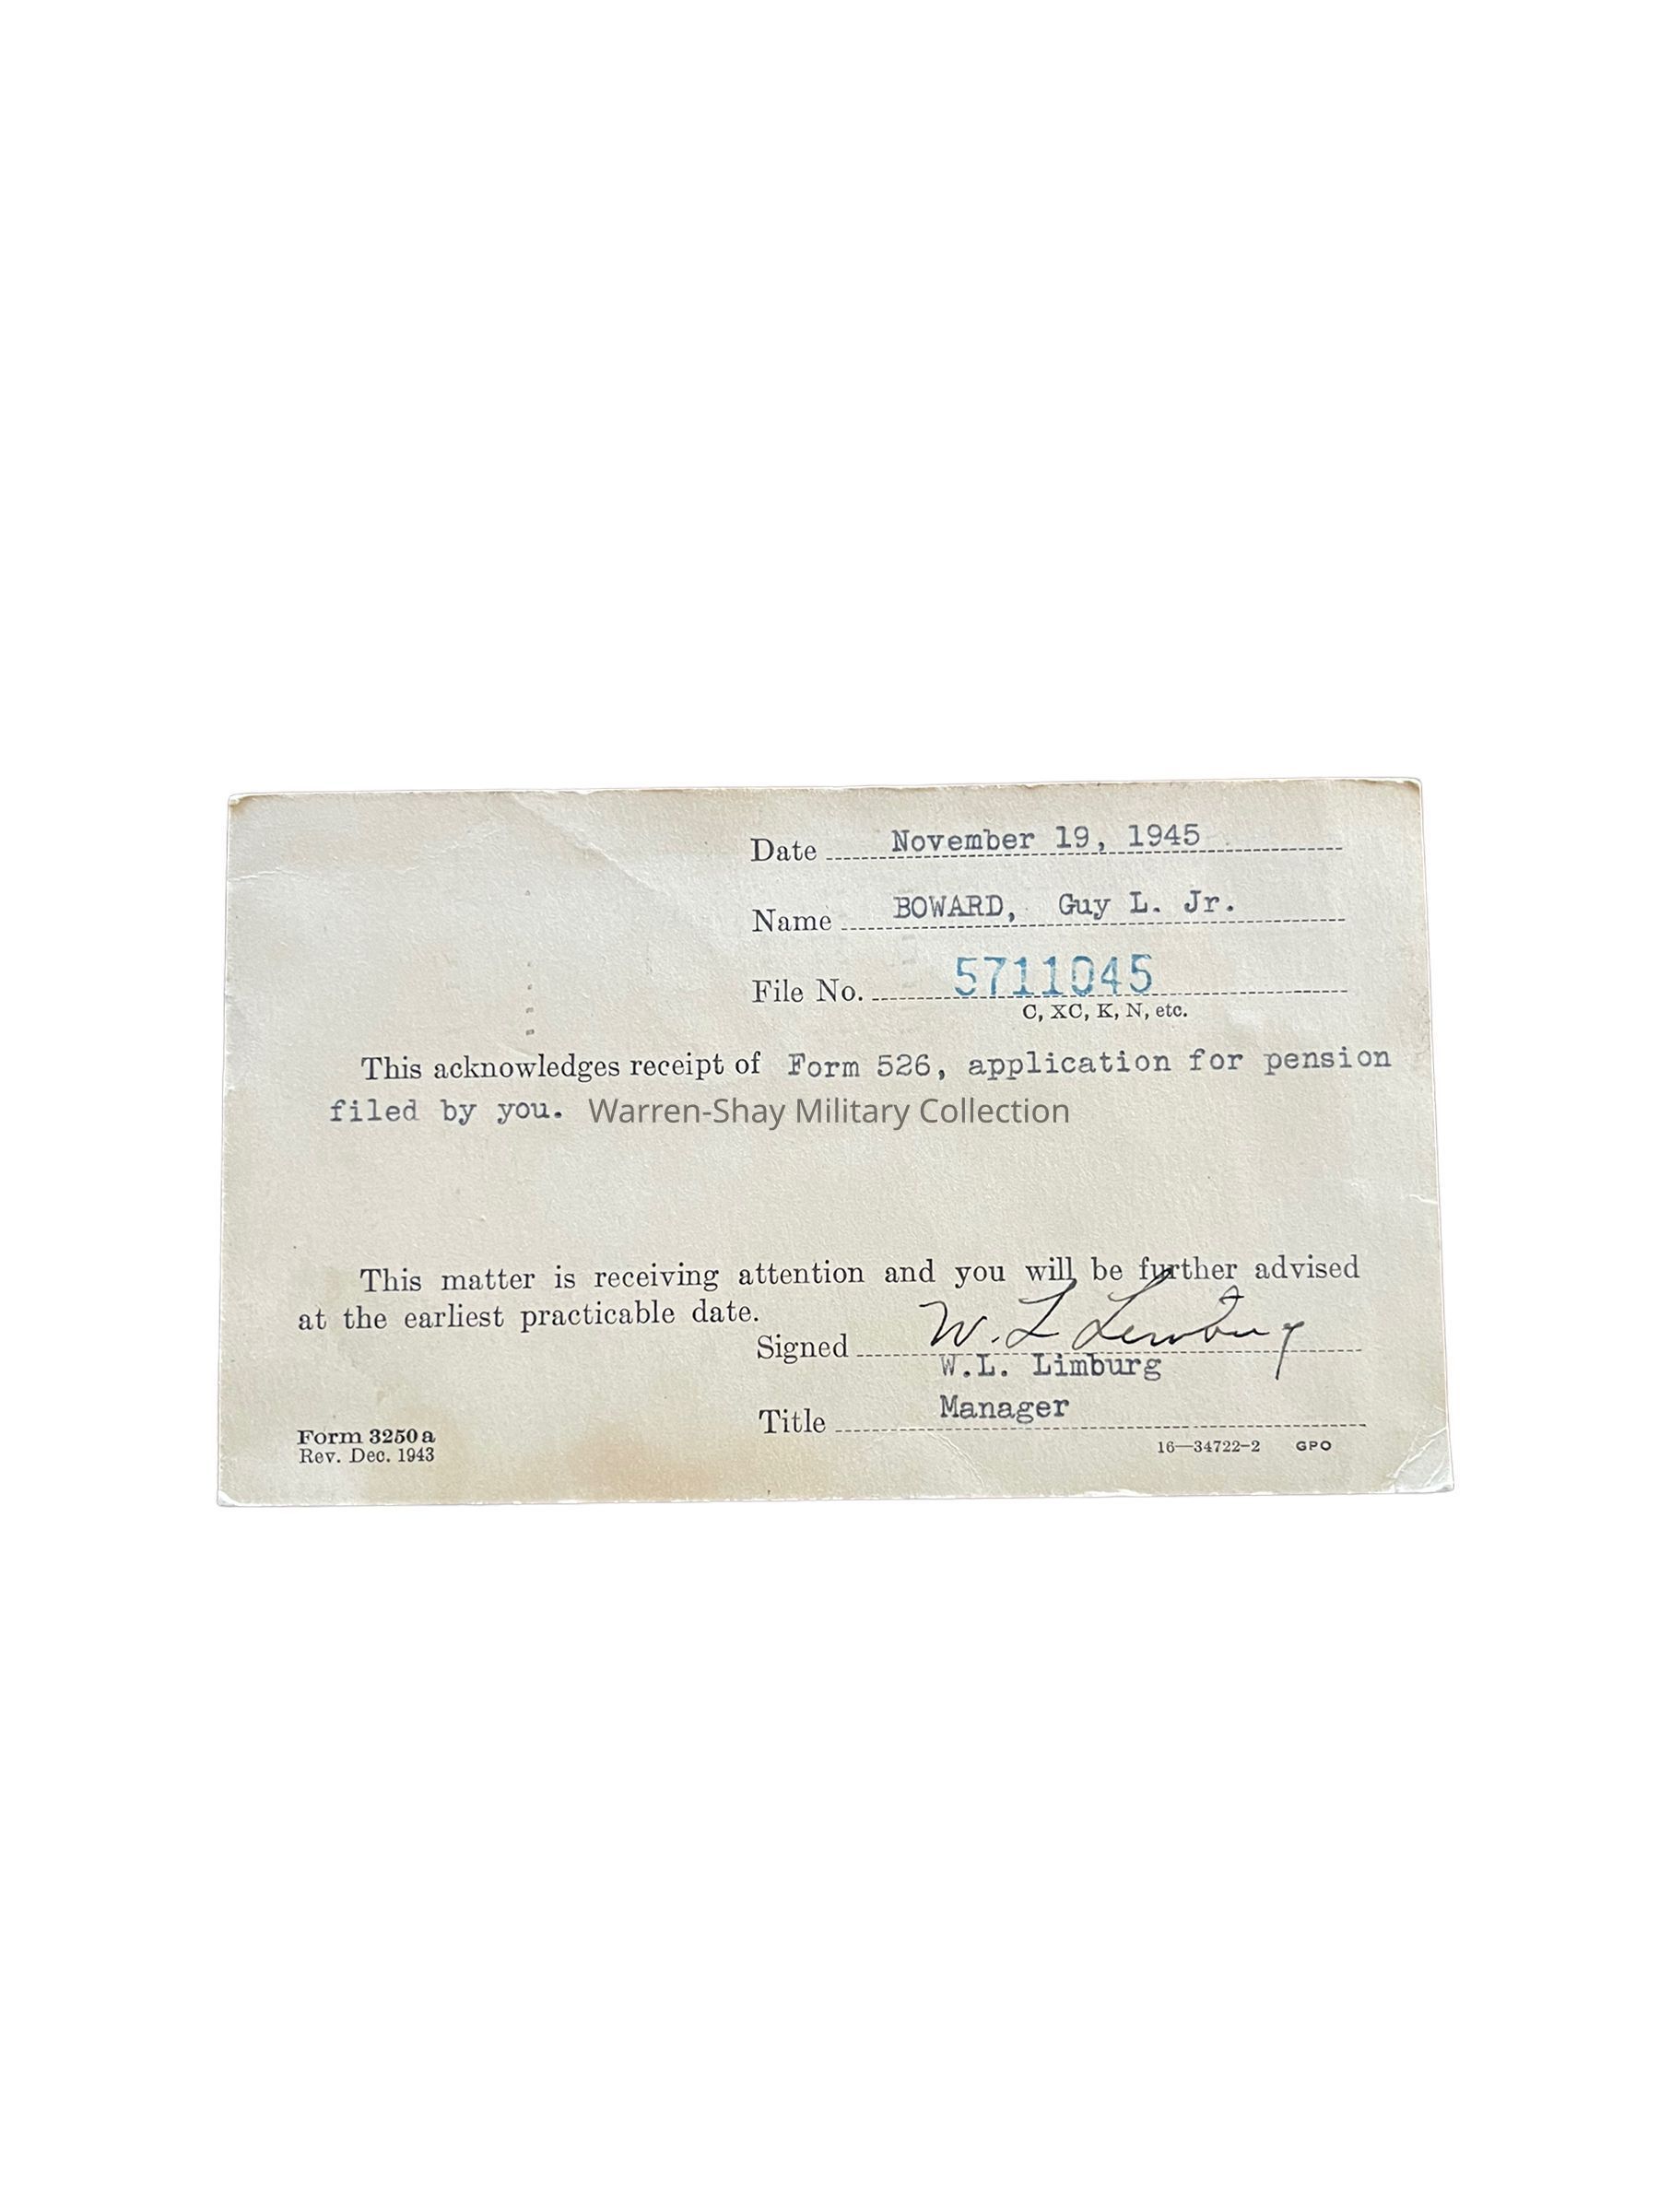 Date November 19, 1945
Name BOWARD, Guy L. Jr.
File No. 5711045
C, XC, K, N, etc.
This acknowledges receipt of Form 526, application for pension
filed by you. Warren-Shay Military Collection
This matter is receiving attention and you will be further advised
at the earliest practicable date.
Signed W. L Limburg
W.L. Limburg
Title Manager
Form 3250a
Rev. Dec. 1943
16—34722-2 GPO